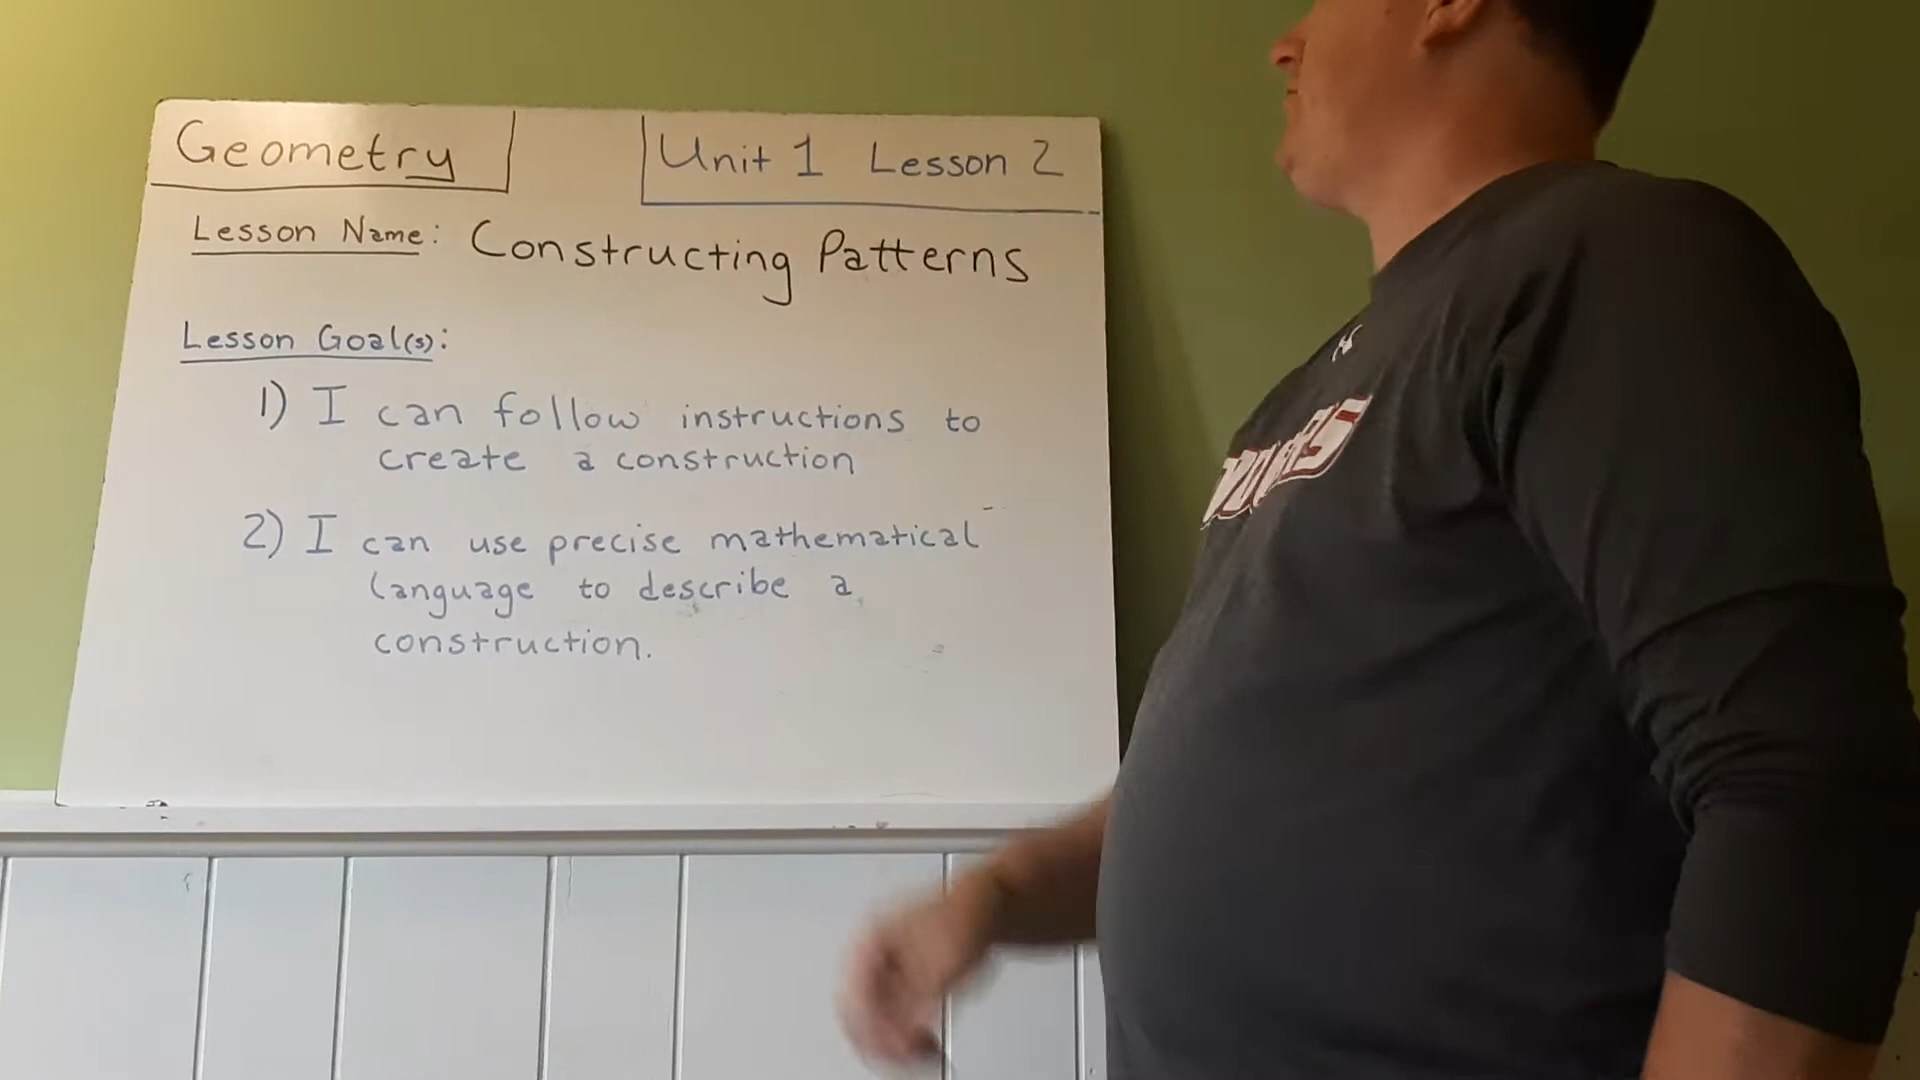 Geometry
Unit 1 Lesson 2
Lesson Name: Constructing Patterns
Lesson Goal(s):
1) I can follow instructions to
create a construction
2) I can use precise mathematical
language to describe a
construction.